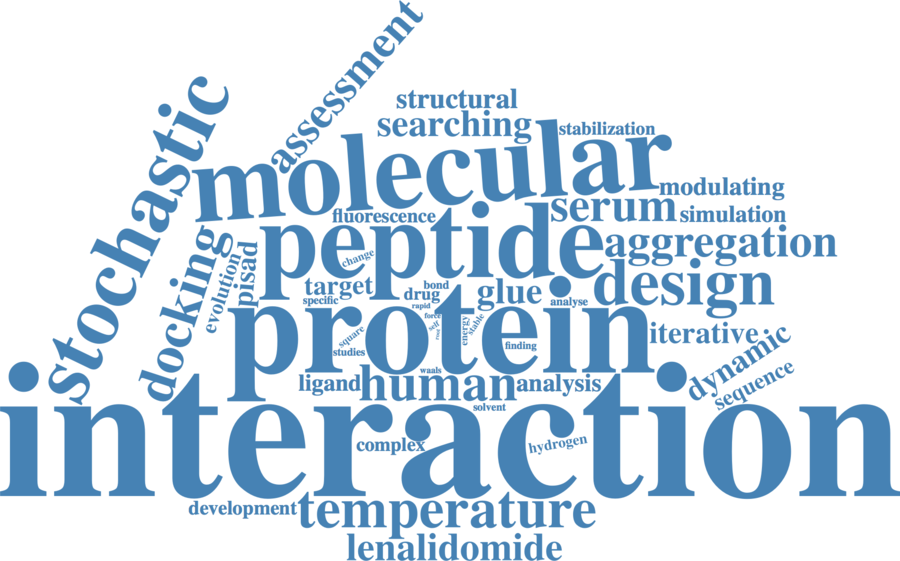 assessment
structural
searching
stabilization
stochastic
molecular
modulating
fluorescence
serum
simulation
peptide
aggregation
docking
evolution
pisad
change
target
bond
drug
glue
design
specific
rapid
analyse
protein
force
self
root
energy
stable
square
studies
finding
iterative
dynamic
sequence
waals
ligand
human
analysis
solvent
interaction
complex
hydrogen
development
temperature
lenalidomide